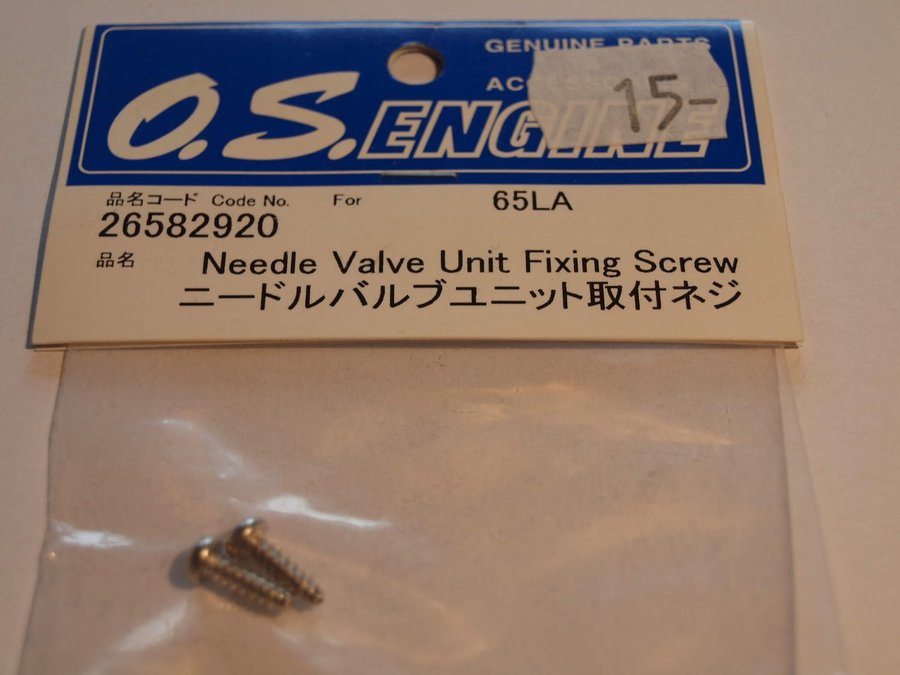 GENUINE PARTS
15-
O.S.ENGINE
品名コード Code No. For 65LA
26582920
品名 Needle Valve Unit Fixing Screw
ニードルバルブユニット取付ネジ